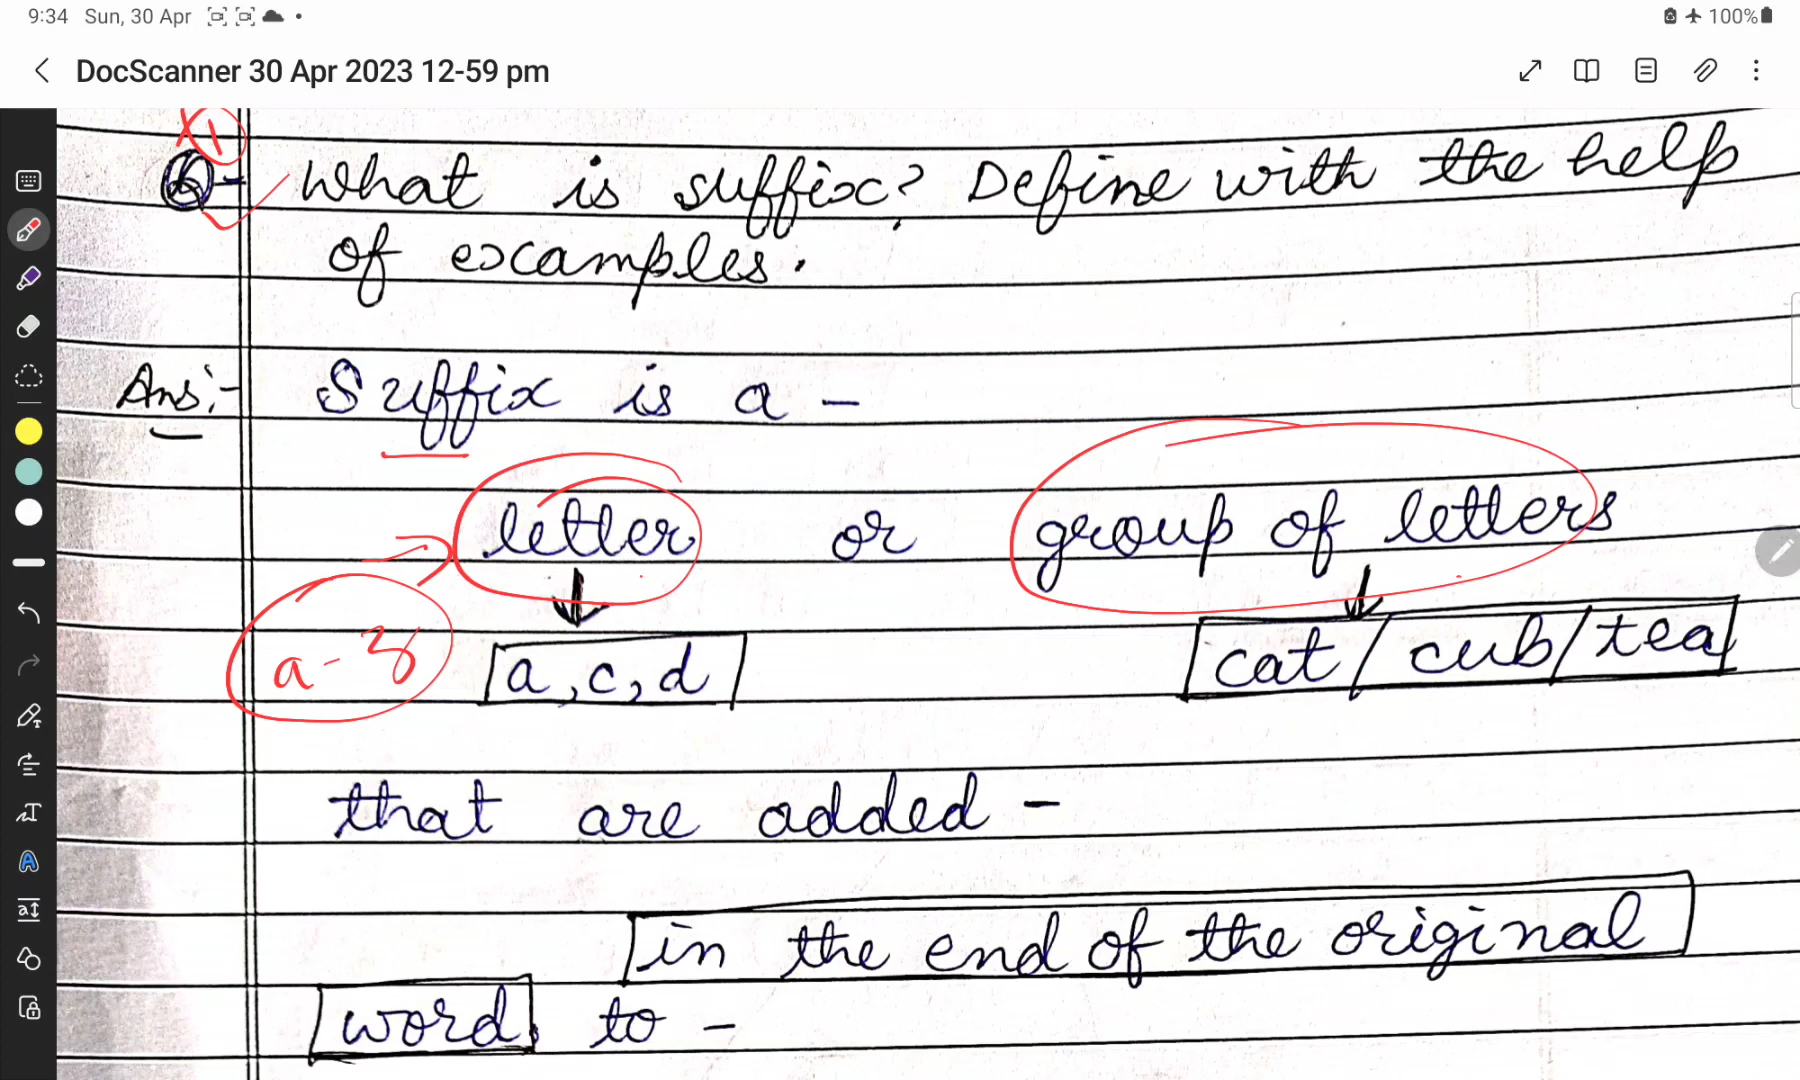 9:34 Sun, 30 Apr
100%
DocScanner 30 Apr 2023 12-59 pm
1
Q- What is suffix? Define with the help
of examples.
Ans:- Suffix is a -
letter or group of letters
a-z a,c,d cat/cub/tea
that are added -
in the end of the original
word to -